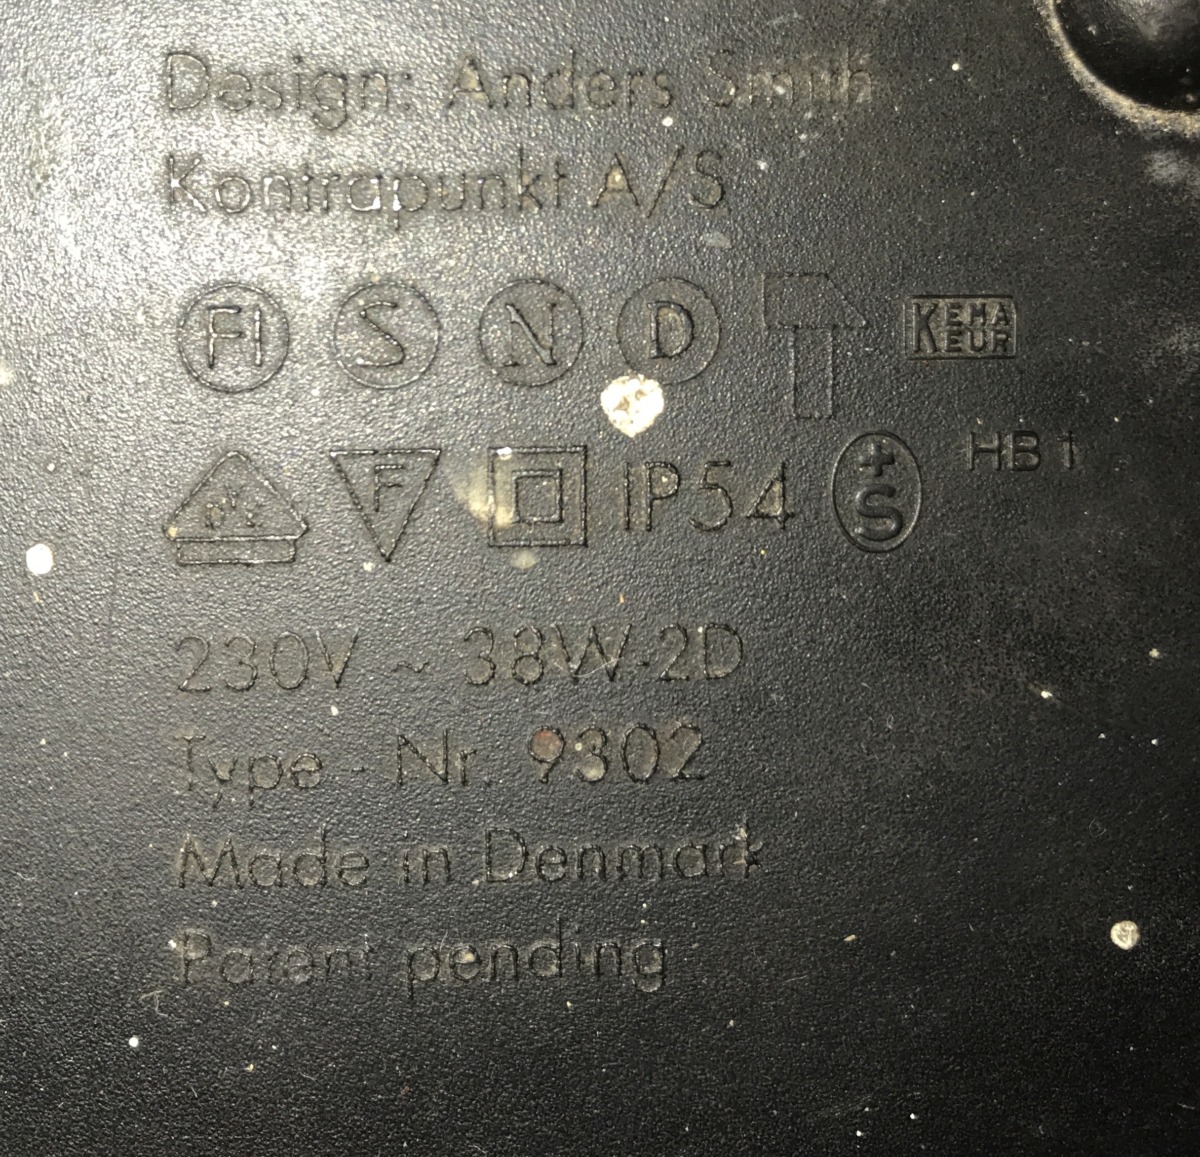 Design: Anders Smith
Kontrapunkt A/S
FI S N D KEMA EUR
F IP54 +S HB 1
230V ~ 38W-2D
Type - Nr. 9302
Made in Denmark
Patent pending